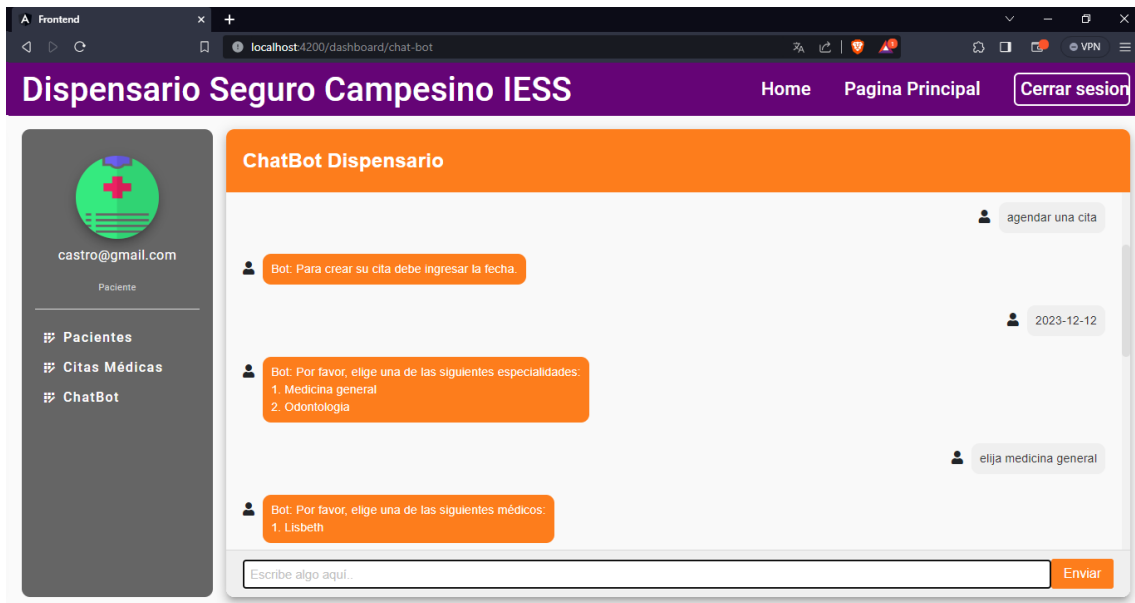 Frontend
localhost:4200/dashboard/chat-bot
1
VPN
Dispensario Seguro Campesino IESS
Home
Pagina Principal
Cerrar sesion
castro@gmail.com
Paciente
Pacientes
Citas Médicas
ChatBot
ChatBot Dispensario
agendar una cita
Bot: Para crear su cita debe ingresar la fecha.
2023-12-12
Bot: Por favor, elige una de las siguientes especialidades:
1. Medicina general
2. Odontologia
elija medicina general
Bot: Por favor, elige una de las siguientes médicos:
1. Lisbeth
Escribe algo aquí..
Enviar